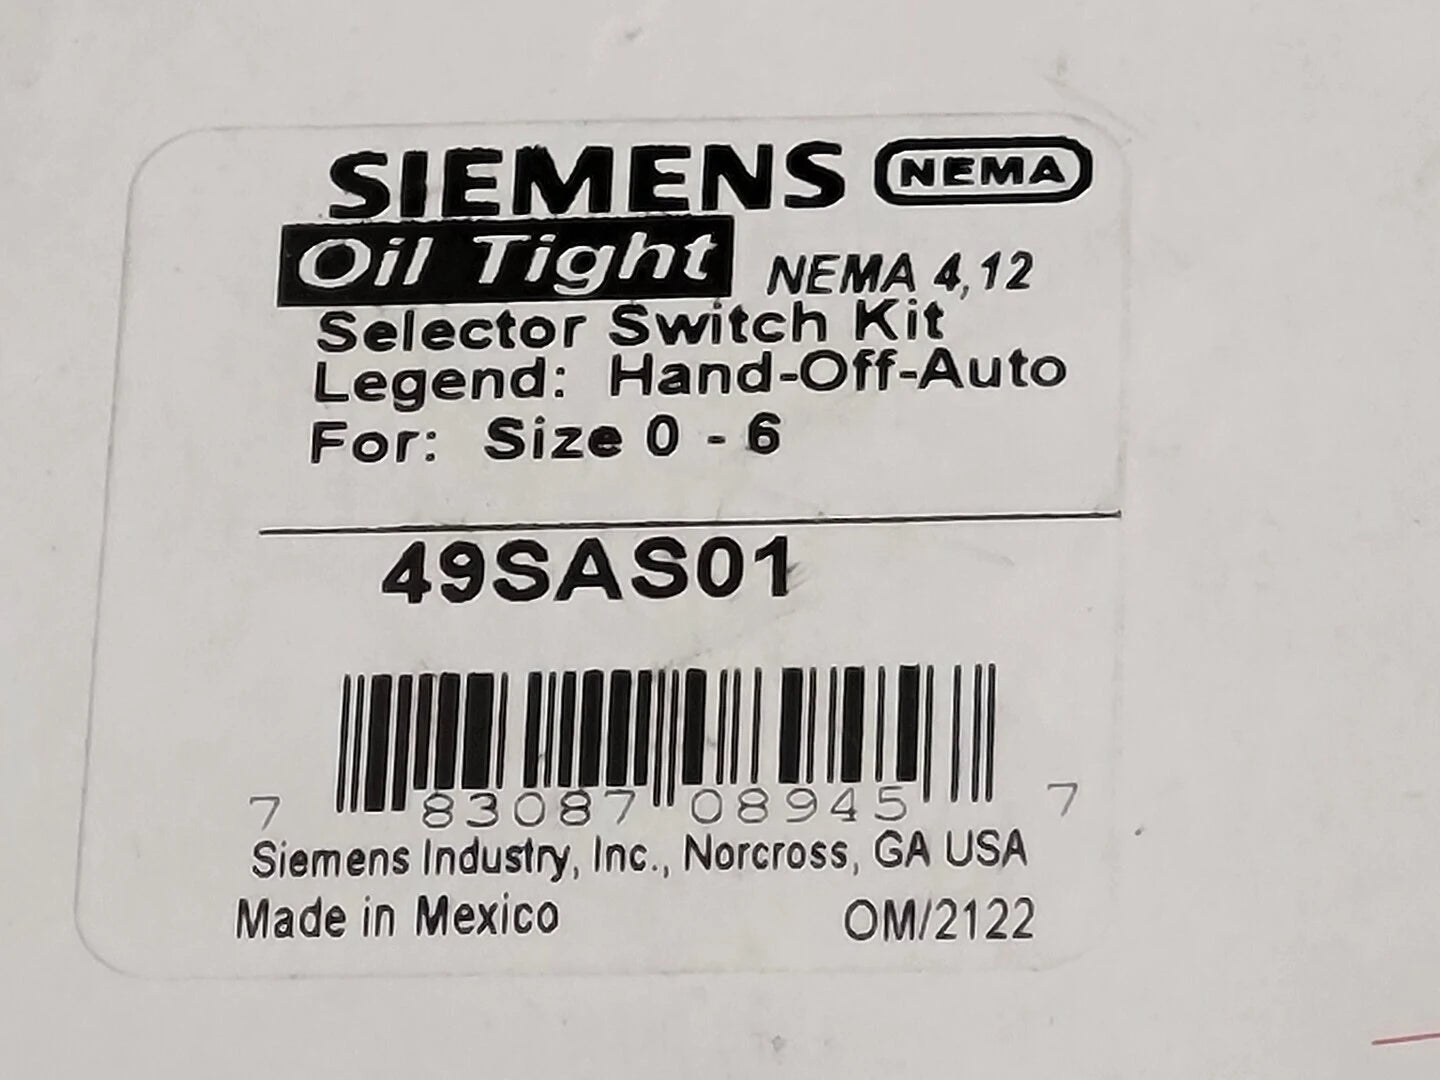 SIEMENS NEMA
Oil Tight NEMA 4,12
Selector Switch Kit
Legend: Hand-Off-Auto
For: Size 0 - 6
49SAS01
7 83087 08945 7
Siemens Industry, Inc., Norcross, GA USA
Made in Mexico OM/2122